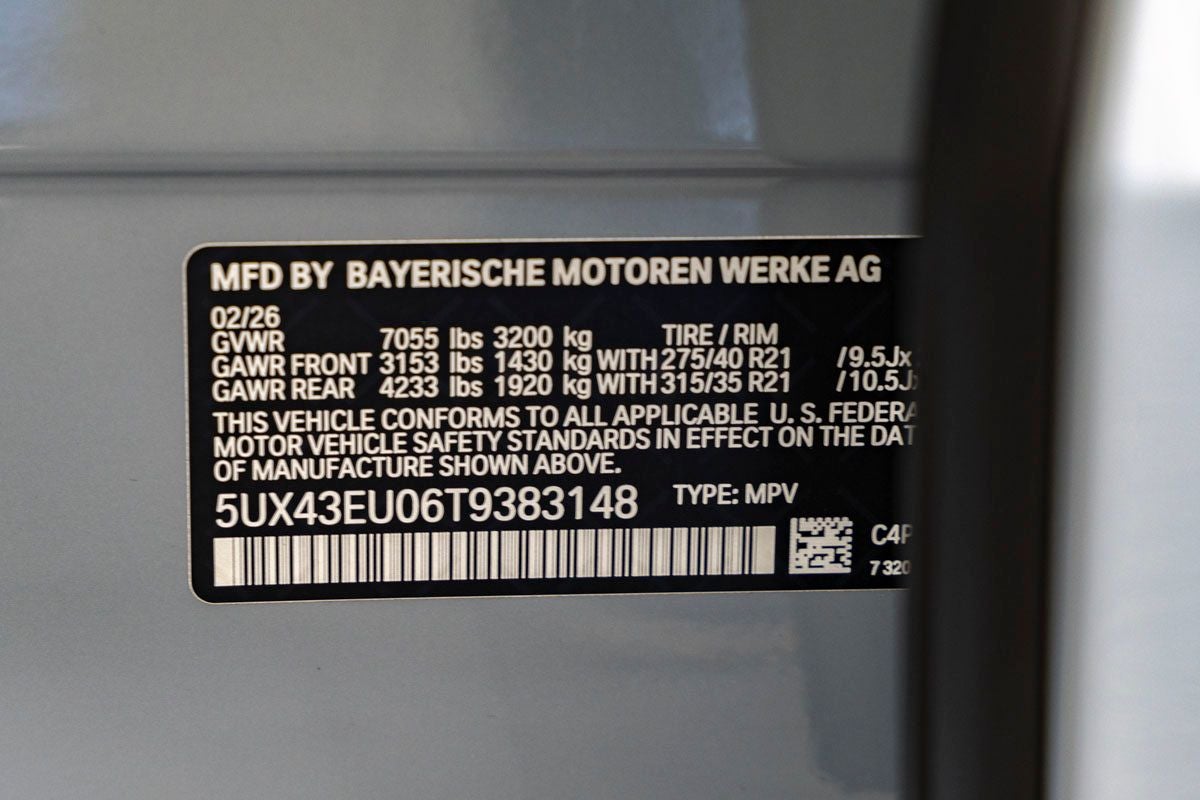 MFD BY BAYERISCHE MOTOREN WERKE AG
02/26
GVWR 7055 lbs 3200 kg TIRE / RIM
GAWR FRONT 3153 lbs 1430 kg WITH 275/40 R21 /9.5Jx
GAWR REAR 4233 lbs 1920 kg WITH 315/35 R21 /10.5J
THIS VEHICLE CONFORMS TO ALL APPLICABLE U. S. FEDERA
MOTOR VEHICLE SAFETY STANDARDS IN EFFECT ON THE DAT
OF MANUFACTURE SHOWN ABOVE.
5UX43EU06T9383148 TYPE: MPV
C4P
7 320